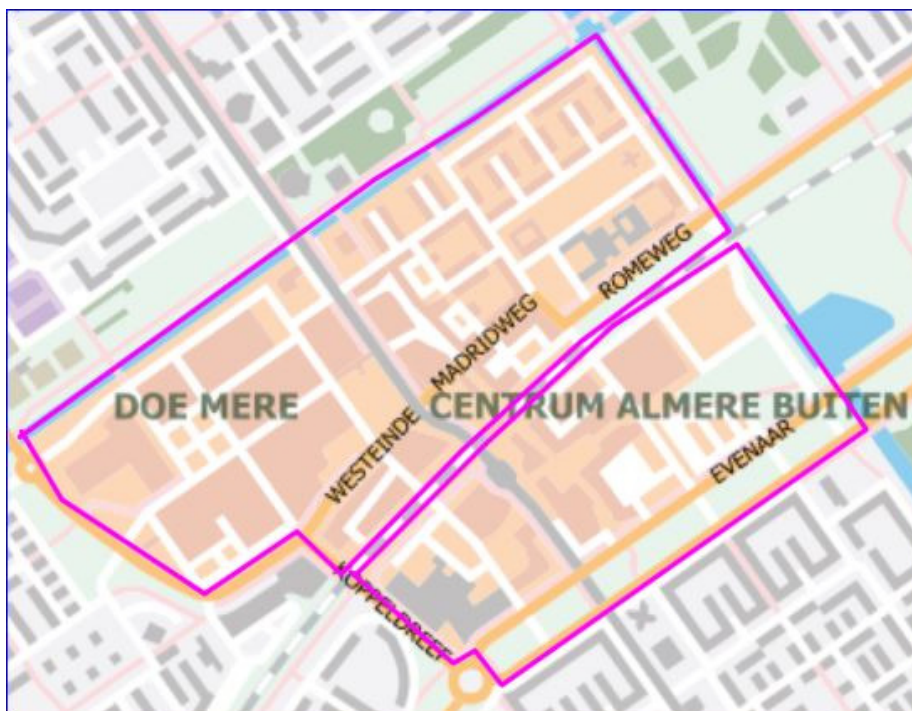 ROMEWEG
MADRIDWEG
DOE MERE
CENTRUM ALMERE BUITEN
WESTEINDE
EVENAAR
KOPPELDREEF